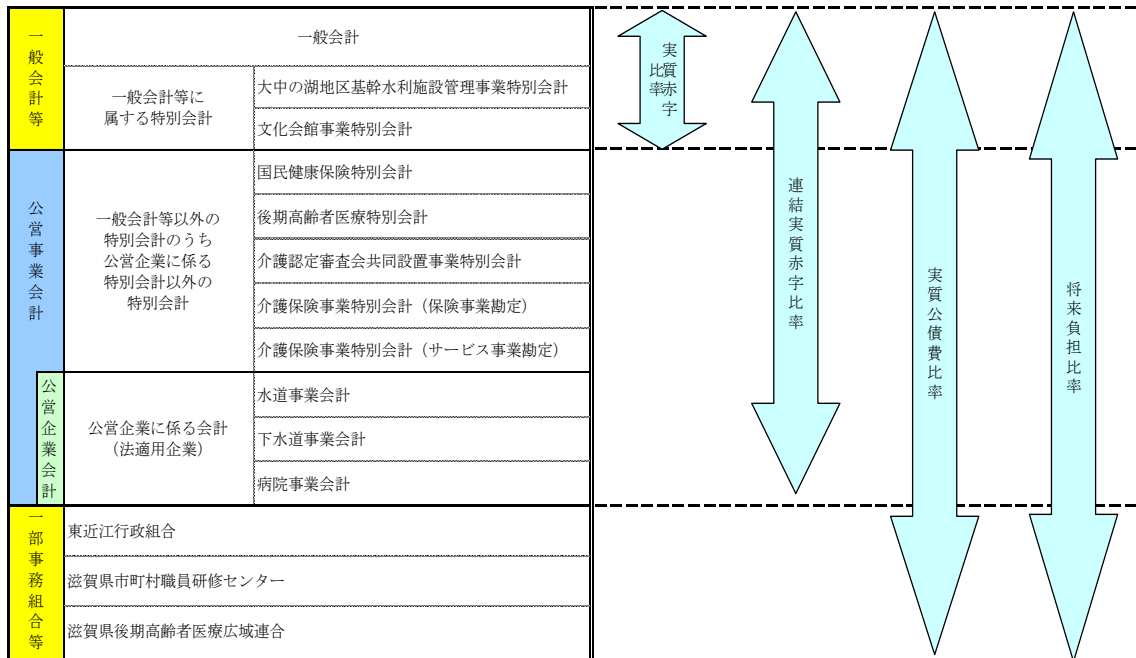 一般会計等
一般会計
一般会計等に
属する特別会計
大中の湖地区基幹水利施設管理事業特別会計
文化会館事業特別会計
公営事業会計
一般会計等以外の
特別会計のうち
公営企業に係る
特別会計以外の
特別会計
国民健康保険特別会計
後期高齢者医療特別会計
介護認定審査会共同設置事業特別会計
介護保険事業特別会計（保険事業勘定）
介護保険事業特別会計（サービス事業勘定）
公営企業会計
公営企業に係る会計
（法適用企業）
水道事業会計
下水道事業会計
病院事業会計
一部事務組合等
東近江行政組合
滋賀県市町村職員研修センター
滋賀県後期高齢者医療広域連合
実質赤字
比率
連結実質赤字比率
実質公債費比率
将来負担比率